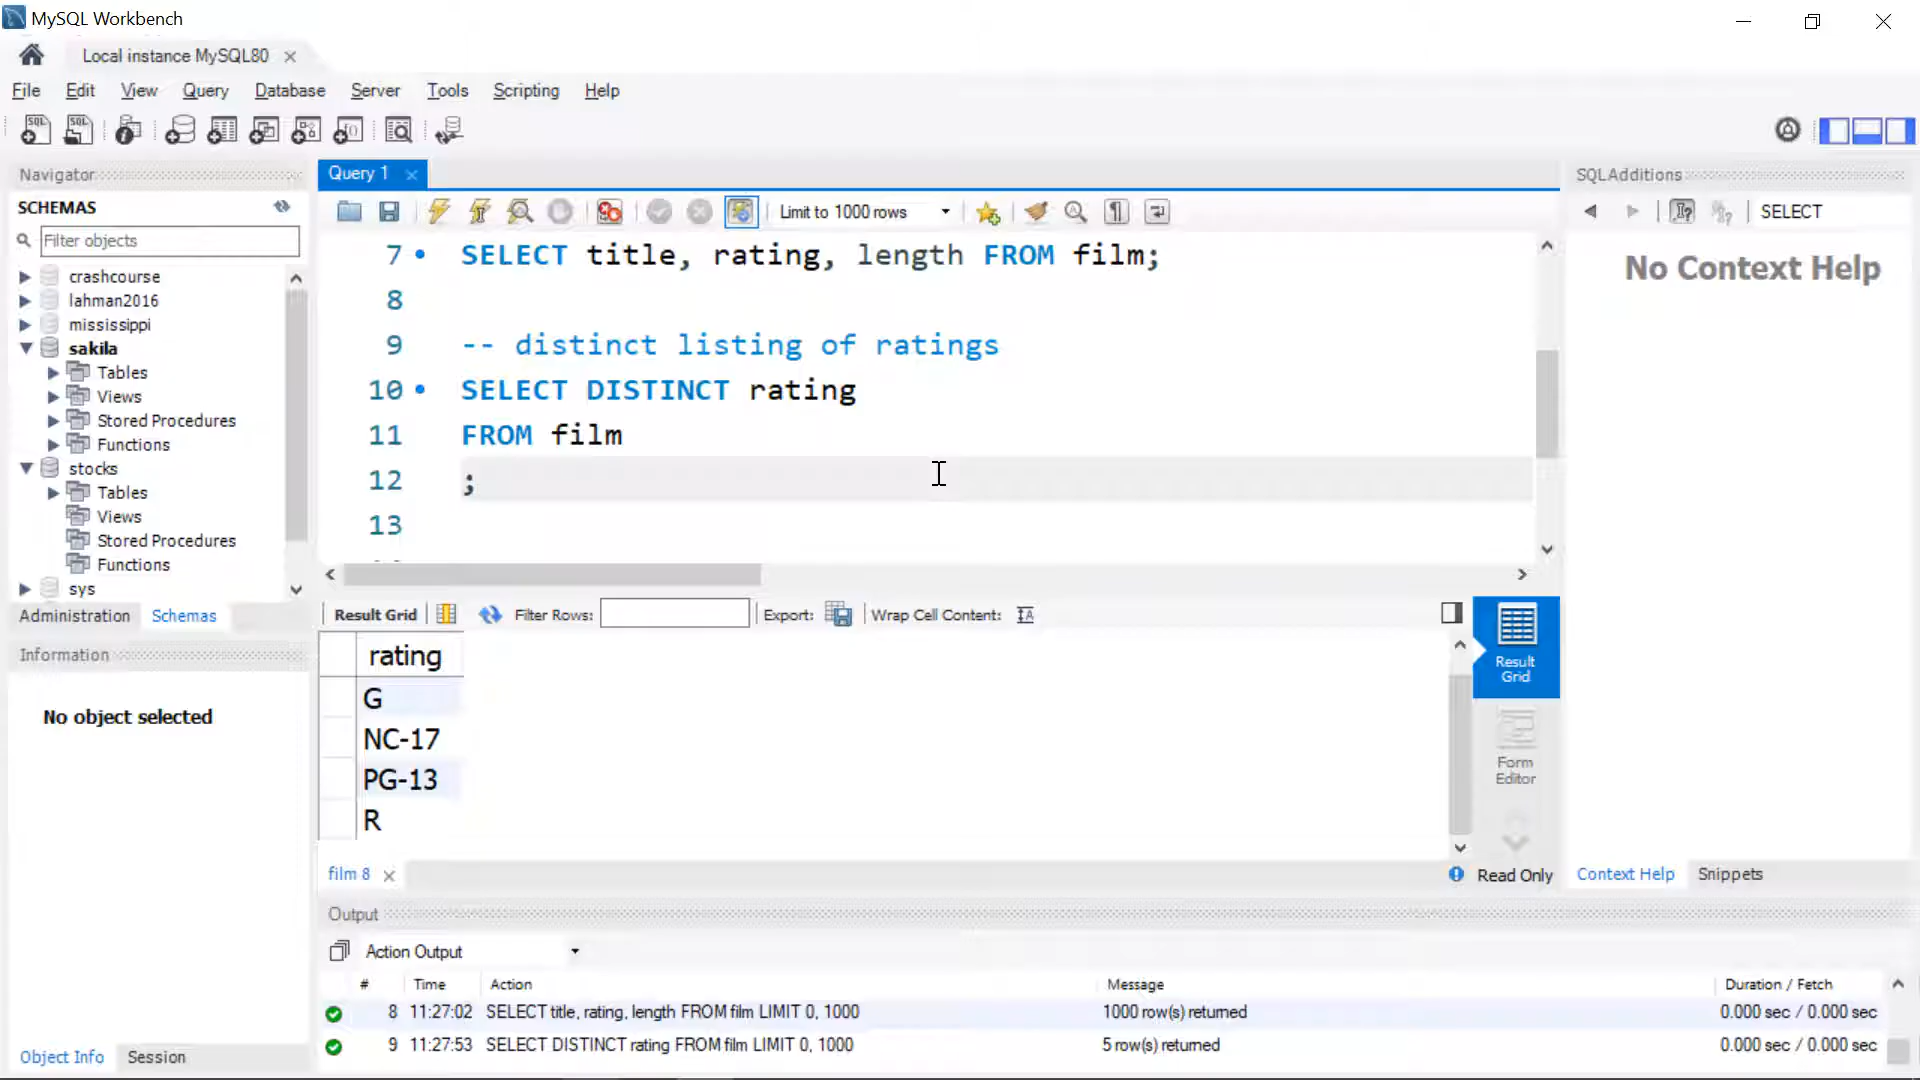 MySQL Workbench
Local instance MySQL80
File Edit View Query Database Server Tools Scripting Help
Navigator
SCHEMAS
Filter objects
crashcourse
lahman2016
mississippi
sakila
Tables
Views
Stored Procedures
Functions
stocks
Tables
Views
Stored Procedures
Functions
sys
Administration Schemas
Information
No object selected
Object Info Session
Query 1
Limit to 1000 rows
7 SELECT title, rating, length FROM film;
8
9 -- distinct listing of ratings
10 SELECT DISTINCT rating
11 FROM film
12 ;
13
Result Grid Filter Rows: Export: Wrap Cell Content:
rating
G
NC-17
PG-13
R
Result Grid
Form Editor
film 8
Read Only
SQLAdditions
SELECT
No Context Help
Context Help Snippets
Output
Action Output
# Time Action Message Duration / Fetch
8 11:27:02 SELECT title, rating, length FROM film LIMIT 0, 1000 1000 row(s) returned 0.000 sec / 0.000 sec
9 11:27:53 SELECT DISTINCT rating FROM film LIMIT 0, 1000 5 row(s) returned 0.000 sec / 0.000 sec